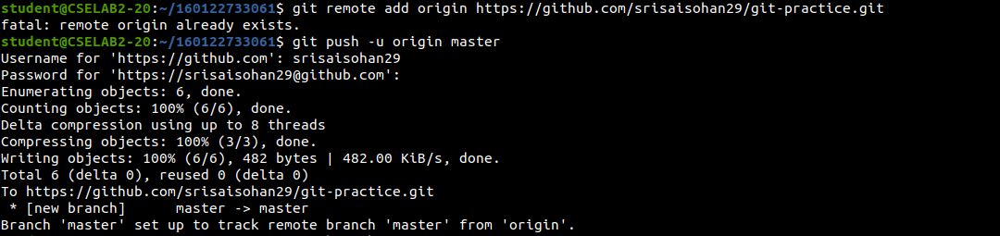 student@CSELAB2-20:~/160122733061$ git remote add origin https://github.com/srisaisohan29/git-practice.git
fatal: remote origin already exists.
student@CSELAB2-20:~/160122733061$ git push -u origin master
Username for 'https://github.com': srisaisohan29
Password for 'https://srisaisohan29@github.com':
Enumerating objects: 6, done.
Counting objects: 100% (6/6), done.
Delta compression using up to 8 threads
Compressing objects: 100% (3/3), done.
Writing objects: 100% (6/6), 482 bytes | 482.00 KiB/s, done.
Total 6 (delta 0), reused 0 (delta 0)
To https://github.com/srisaisohan29/git-practice.git
 * [new branch]      master -> master
Branch 'master' set up to track remote branch 'master' from 'origin'.